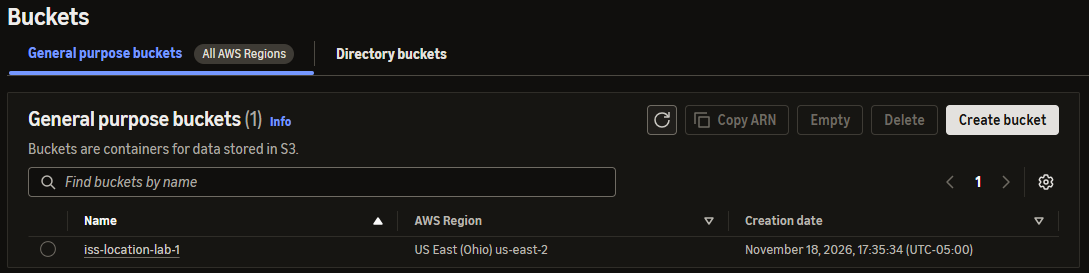 Buckets
General purpose buckets All AWS Regions Directory buckets
General purpose buckets (1) Info Copy ARN Empty Delete Create bucket
Buckets are containers for data stored in S3.
Find buckets by name 1
Name AWS Region Creation date
iss-location-lab-1 US East (Ohio) us-east-2 November 18, 2026, 17:35:34 (UTC-05:00)